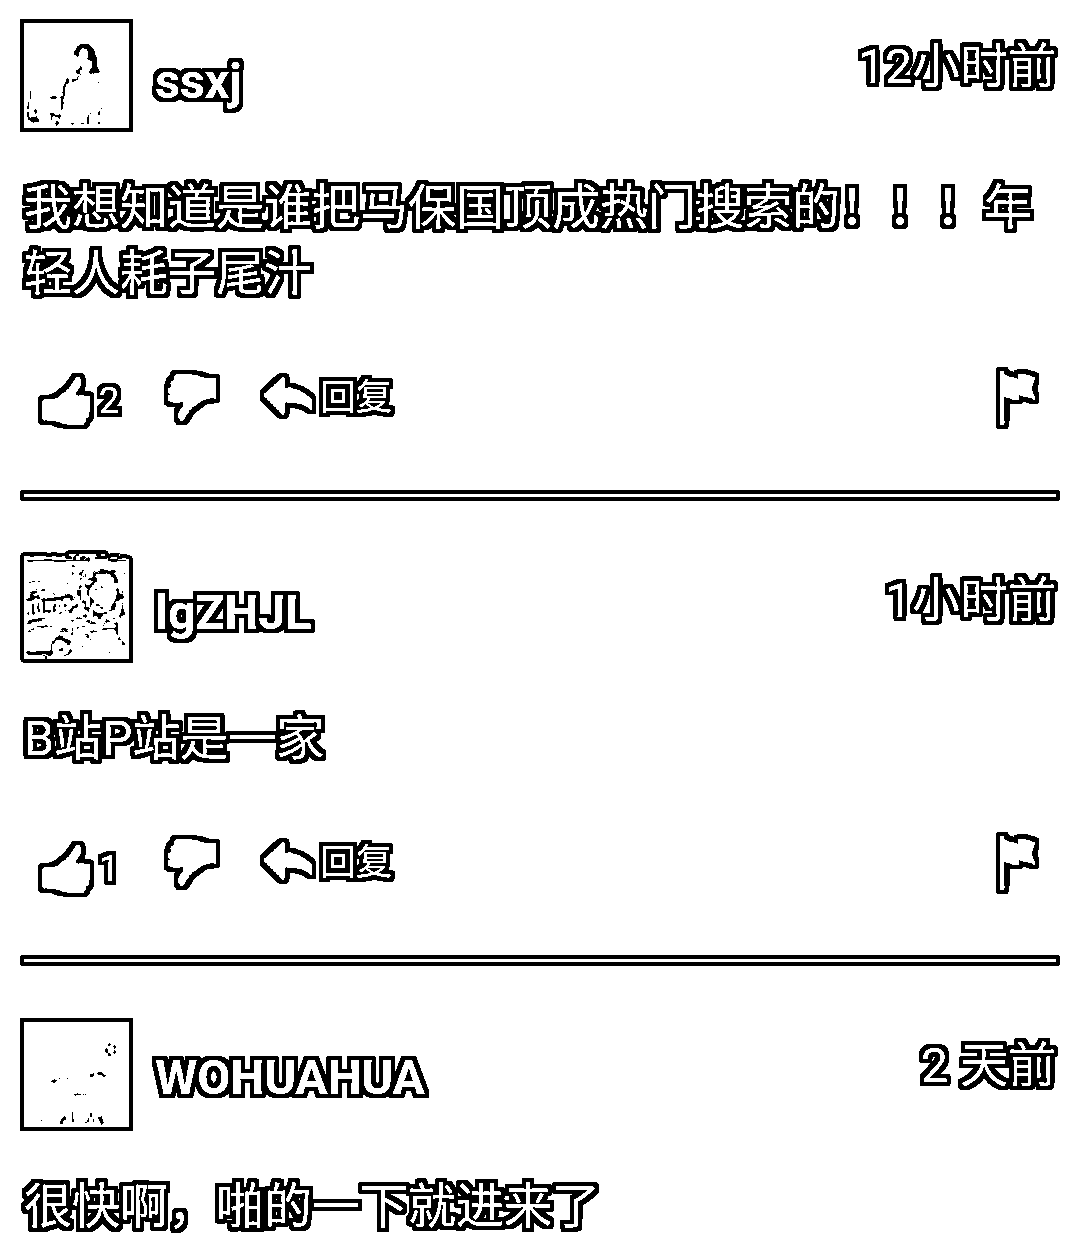 ssxj
12小时前
我想知道是谁把马保国顶成热门搜索的！！！年
轻人耗子尾汁
2 回复
lgZHJL
1小时前
B站P站是一家
1 回复
WOHUAHUA
2 天前
很快啊，啪的一下就进来了